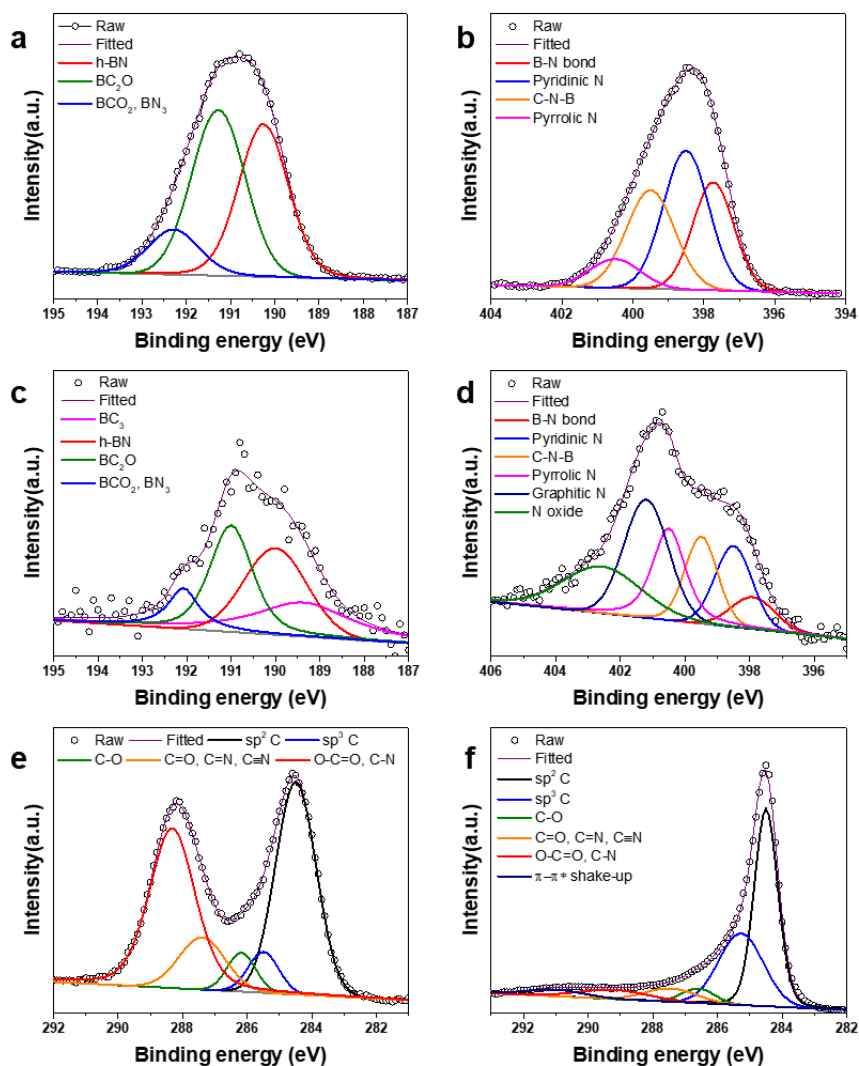 a
Raw
Fitted
h-BN
BC₂O
BCO₂, BN₃
Intensity(a.u.)
195 194 193 192 191 190 189 188 187
Binding energy (eV)
b
Raw
Fitted
B-N bond
Pyridinic N
C-N-B
Pyrrolic N
Intensity(a.u.)
404 402 400 398 396 394
Binding energy (eV)
c
Raw
Fitted
BC₃
h-BN
BC₂O
BCO₂, BN₃
Intensity(a.u.)
195 194 193 192 191 190 189 188 187
Binding energy (eV)
d
Raw
Fitted
B-N bond
Pyridinic N
C-N-B
Pyrrolic N
Graphitic N
N oxide
Intensity(a.u.)
406 404 402 400 398 396
Binding energy (eV)
e
Raw Fitted sp² C sp³ C
C-O C=O, C=N, C≡N O-C=O, C-N
Intensity(a.u.)
292 290 288 286 284 282
Binding energy (eV)
f
Raw
Fitted
sp² C
sp³ C
C-O
C=O, C=N, C≡N
O-C=O, C-N
π-π* shake-up
Intensity(a.u.)
292 290 288 286 284 282
Binding energy (eV)